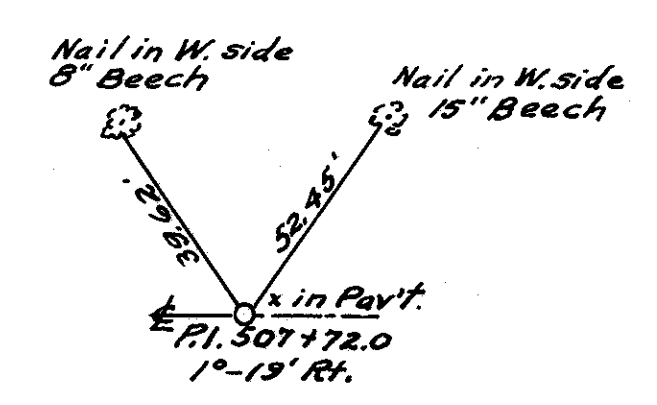 Nail in W. side
8" Beech
Nail in W. side
15" Beech
39.62'
52.45'
x in Pav't.
℄
P.I. 507+72.0
1°-19' Rt.